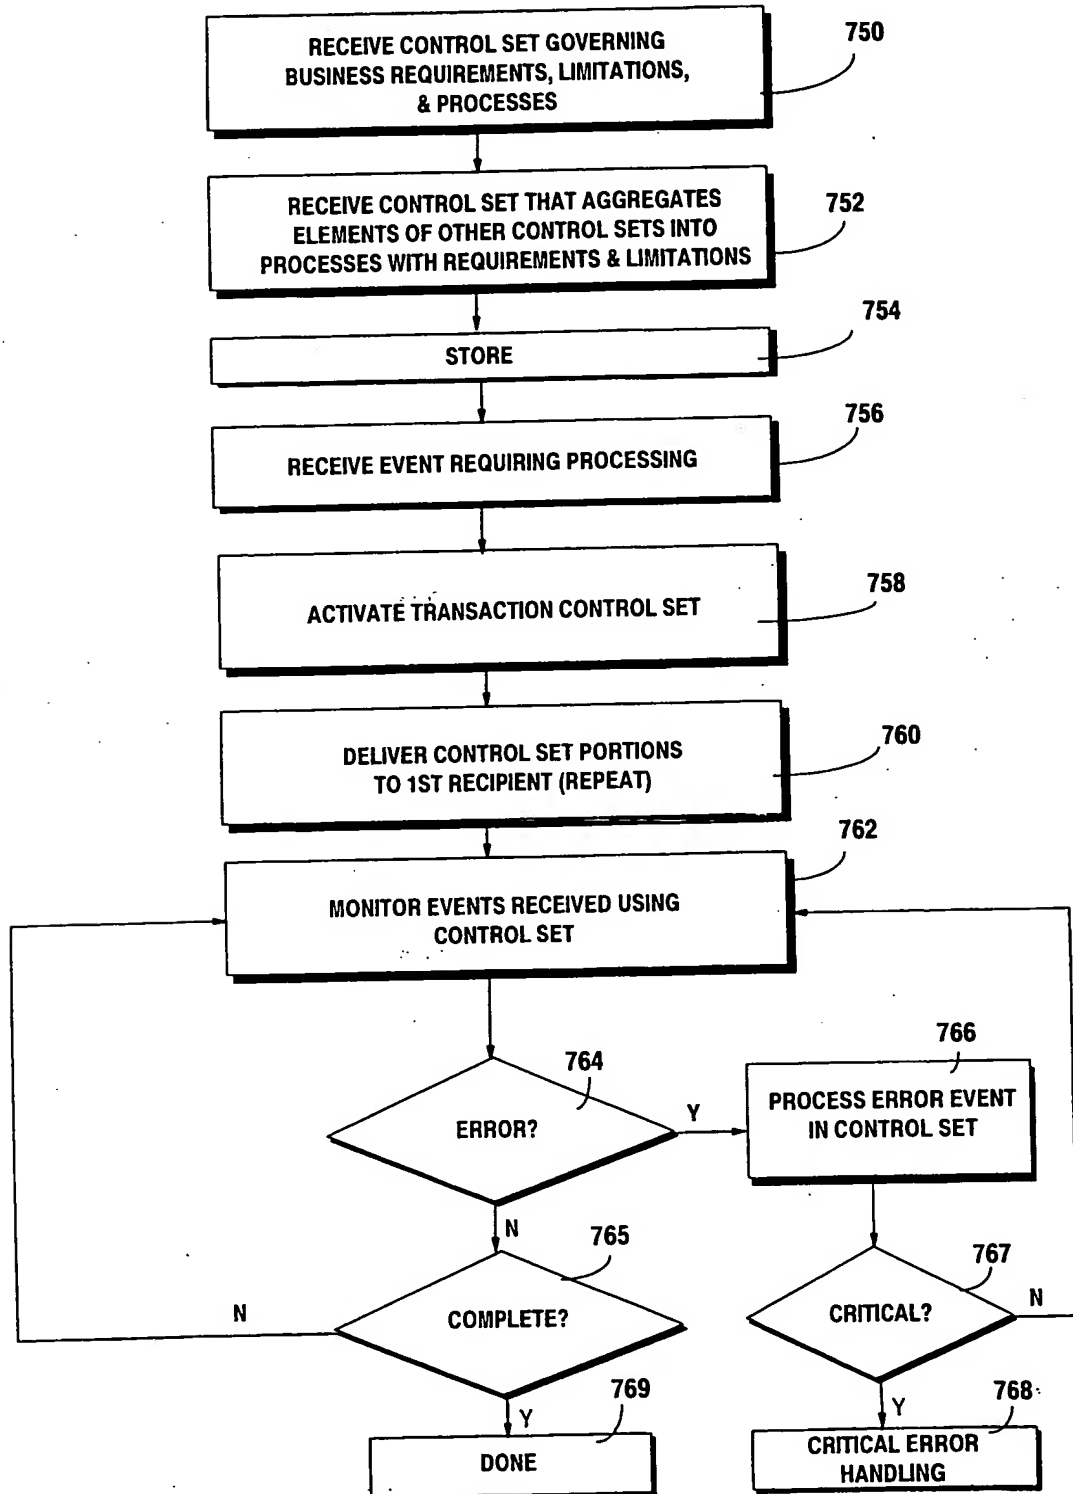 750
RECEIVE CONTROL SET GOVERNING
BUSINESS REQUIREMENTS, LIMITATIONS,
& PROCESSES
752
RECEIVE CONTROL SET THAT AGGREGATES
ELEMENTS OF OTHER CONTROL SETS INTO
PROCESSES WITH REQUIREMENTS & LIMITATIONS
754
STORE
756
RECEIVE EVENT REQUIRING PROCESSING
758
ACTIVATE TRANSACTION CONTROL SET
760
DELIVER CONTROL SET PORTIONS
TO 1ST RECIPIENT (REPEAT)
762
MONITOR EVENTS RECEIVED USING
CONTROL SET
764
ERROR?
Y
766
PROCESS ERROR EVENT
IN CONTROL SET
N
765
COMPLETE?
N
767
CRITICAL?
N
Y
769
DONE
Y
768
CRITICAL ERROR
HANDLING